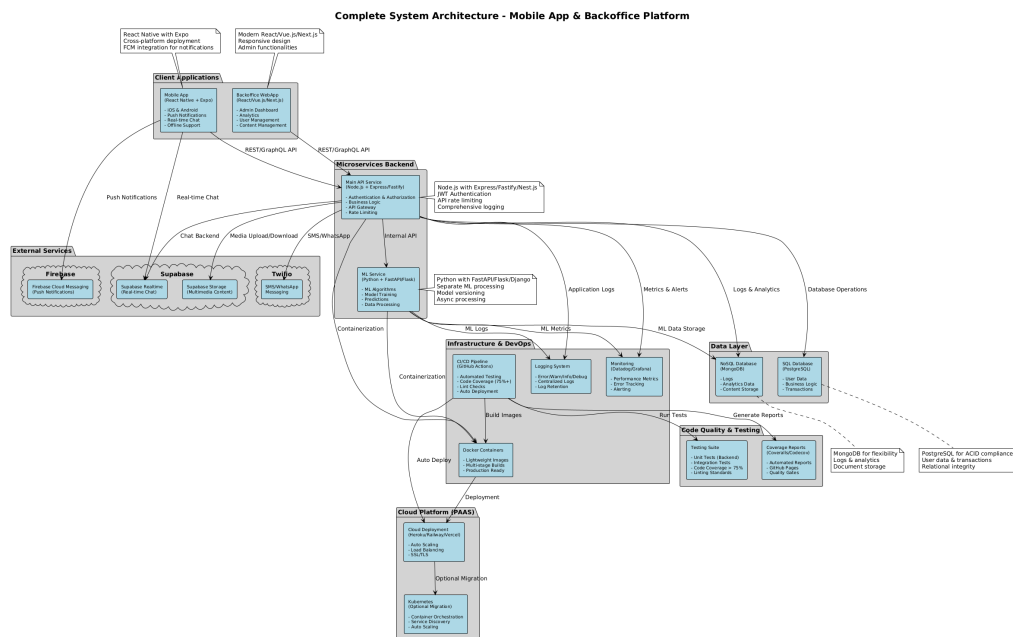 Complete System Architecture - Mobile App & Backoffice Platform
React Native with Expo
Cross-platform deployment
FCM integration for notifications
Modern React/Vue.js/Next.js
Responsive design
Admin functionalities
Client Applications
Mobile App
(React Native + Expo)
- iOS & Android
- Push Notifications
- Real-time Chat
- Offline Support
Backoffice WebApp
(React/Vue.js/Next.js)
- Admin Dashboard
- Analytics
- User Management
- Content Management
REST/GraphQL API
REST/GraphQL API
Microservices Backend
Main API Service
(Node.js + Express/Fastify)
- Authentication & Authorization
- Business Logic
- API Gateway
- Rate Limiting
Node.js with Express/Fastify/Nest.js
JWT Authentication
API rate limiting
Comprehensive logging
Push Notifications
Real-time Chat
Chat Backend
Media Upload/Download
SMS/WhatsApp
Internal API
External Services
Firebase
Firebase Cloud Messaging
(Push Notifications)
Supabase
Supabase Realtime
(Real-time Chat)
Supabase Storage
(Multimedia Content)
Twilio
SMS/WhatsApp
Messaging
ML Service
(Python + FastAPI/Flask)
- ML Algorithms
- Model Training
- Predictions
- Data Processing
Python with FastAPI/Flask/Django
Separate ML processing
Model versioning
Async processing
Application Logs
Metrics & Alerts
Logs & Analytics
Database Operations
Containerization
ML Logs
ML Metrics
ML Data Storage
Infrastructure & DevOps
CI/CD Pipeline
(GitHub Actions)
- Automated Testing
- Code Coverage (75%+)
- Lint Checks
- Auto Deployment
Logging System
- Error/Warn/Info/Debug
- Centralized Logs
- Log Retention
Monitoring
(Datadog/Grafana)
- Performance Metrics
- Error Tracking
- Alerting
Data Layer
NoSQL Database
(MongoDB)
- Logs
- Analytics Data
- Content Storage
SQL Database
(PostgreSQL)
- User Data
- Business Logic
- Transactions
Containerization
Build Images
Run Tests
Generate Reports
Auto Deploy
Docker Containers
- Lightweight Images
- Multi-stage Builds
- Production Ready
Code Quality & Testing
Testing Suite
- Unit Tests (Backend)
- Integration Tests
- Code Coverage > 75%
- Linting Standards
Coverage Reports
(Coveralls/Codecov)
- Automated Reports
- GitHub Pages
- Quality Gates
MongoDB for flexibility
Logs & analytics
Document storage
PostgreSQL for ACID compliance
User data & transactions
Relational integrity
Deployment
Cloud Platform (PAAS)
Cloud Deployment
(Heroku/Railway/Vercel)
- Auto Scaling
- Load Balancing
- SSL/TLS
Optional Migration
Kubernetes
(Optional Migration)
- Container Orchestration
- Service Discovery
- Auto Scaling